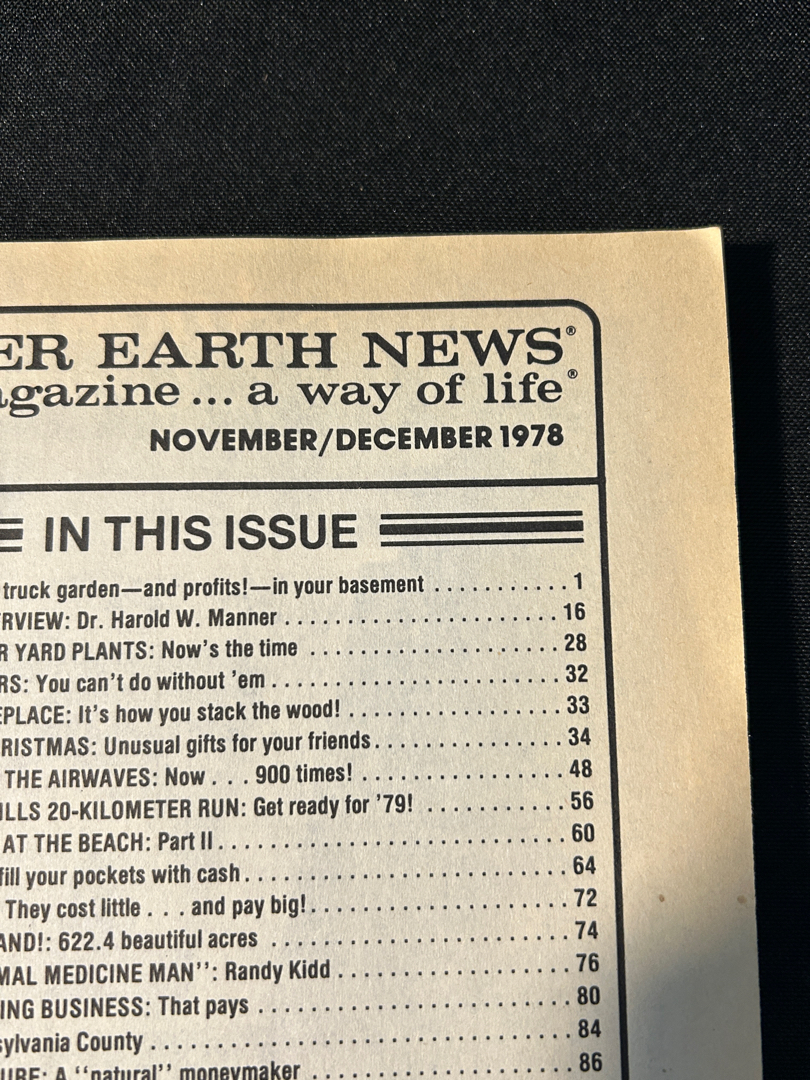 ER EARTH NEWS®
agazine ... a way of life®
NOVEMBER/DECEMBER 1978
IN THIS ISSUE
truck garden—and profits!—in your basement . . . . . . . . . . . 1
RVIEW: Dr. Harold W. Manner . . . . . . . . . . . . . . . . . . . . . . 16
R YARD PLANTS: Now's the time . . . . . . . . . . . . . . . . . . . . 28
RS: You can't do without 'em . . . . . . . . . . . . . . . . . . . . . . . 32
EPLACE: It's how you stack the wood! . . . . . . . . . . . . . . . . . 33
RISTMAS: Unusual gifts for your friends . . . . . . . . . . . . . . . 34
THE AIRWAVES: Now . . . 900 times! . . . . . . . . . . . . . . . . 48
ILLS 20-KILOMETER RUN: Get ready for '79! . . . . . . . . . . . 56
AT THE BEACH: Part II . . . . . . . . . . . . . . . . . . . . . . . . . . . 60
fill your pockets with cash . . . . . . . . . . . . . . . . . . . . . . . . . 64
They cost little . . . and pay big! . . . . . . . . . . . . . . . . . . . . 72
AND!: 622.4 beautiful acres . . . . . . . . . . . . . . . . . . . . . . . 74
MAL MEDICINE MAN'': Randy Kidd . . . . . . . . . . . . . . . . . . 76
ING BUSINESS: That pays . . . . . . . . . . . . . . . . . . . . . . . . 80
sylvania County . . . . . . . . . . . . . . . . . . . . . . . . . . . . . . . . 84
URE: A ''natural'' moneymaker . . . . . . . . . . . . . . . . . . . . 86